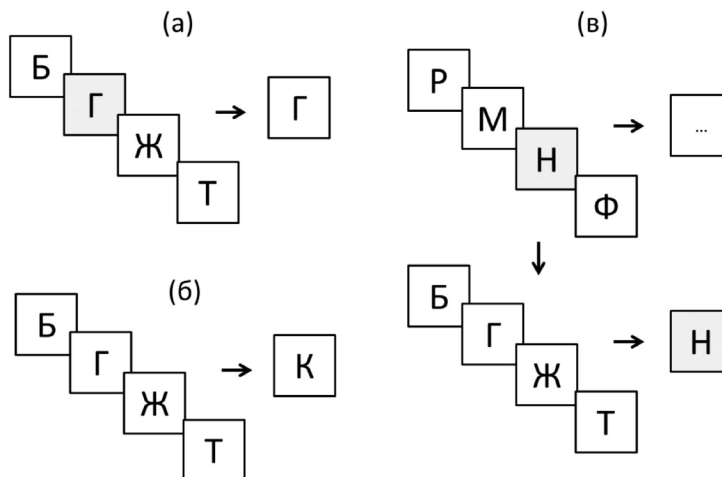 (а)
Б
Г
Ж
Т
Г
(б)
Б
Г
Ж
Т
К
(в)
Р
М
Н
Ф
...
Б
Г
Ж
Т
Н